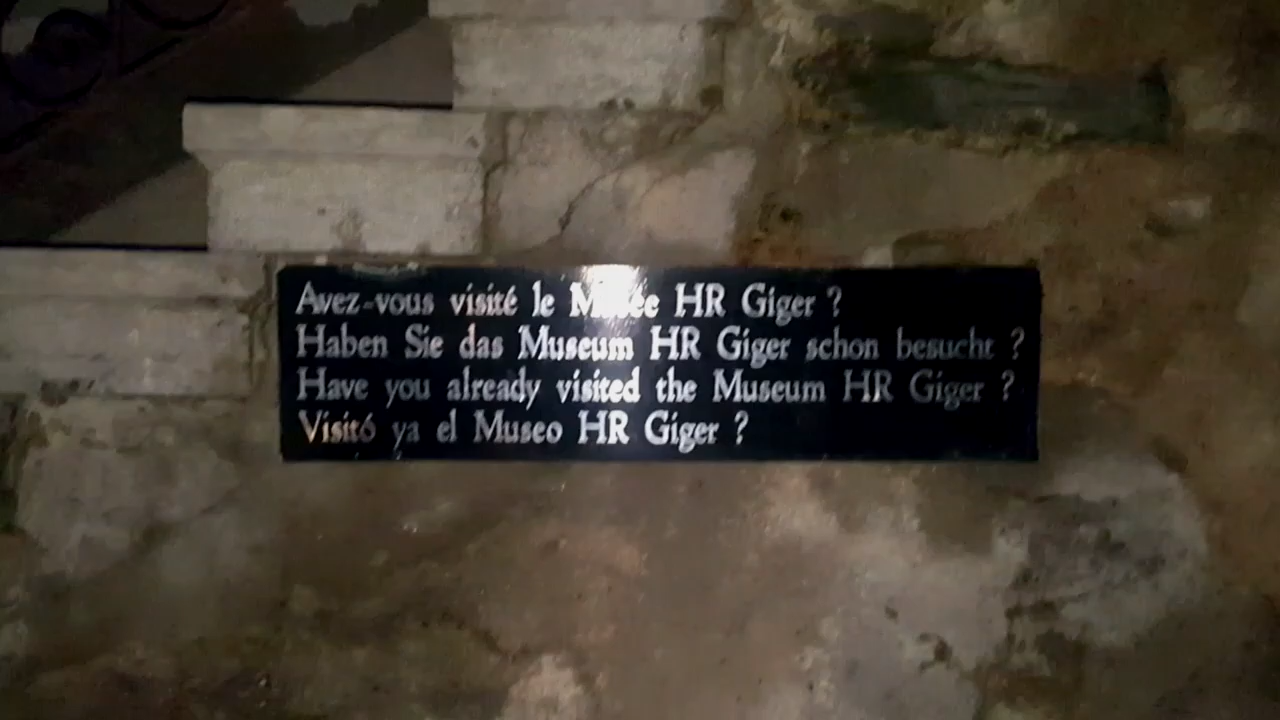 Avez-vous visité le Musée HR Giger ?
Haben Sie das Museum HR Giger schon besucht ?
Have you already visited the Museum HR Giger ?
Visitó ya el Museo HR Giger ?